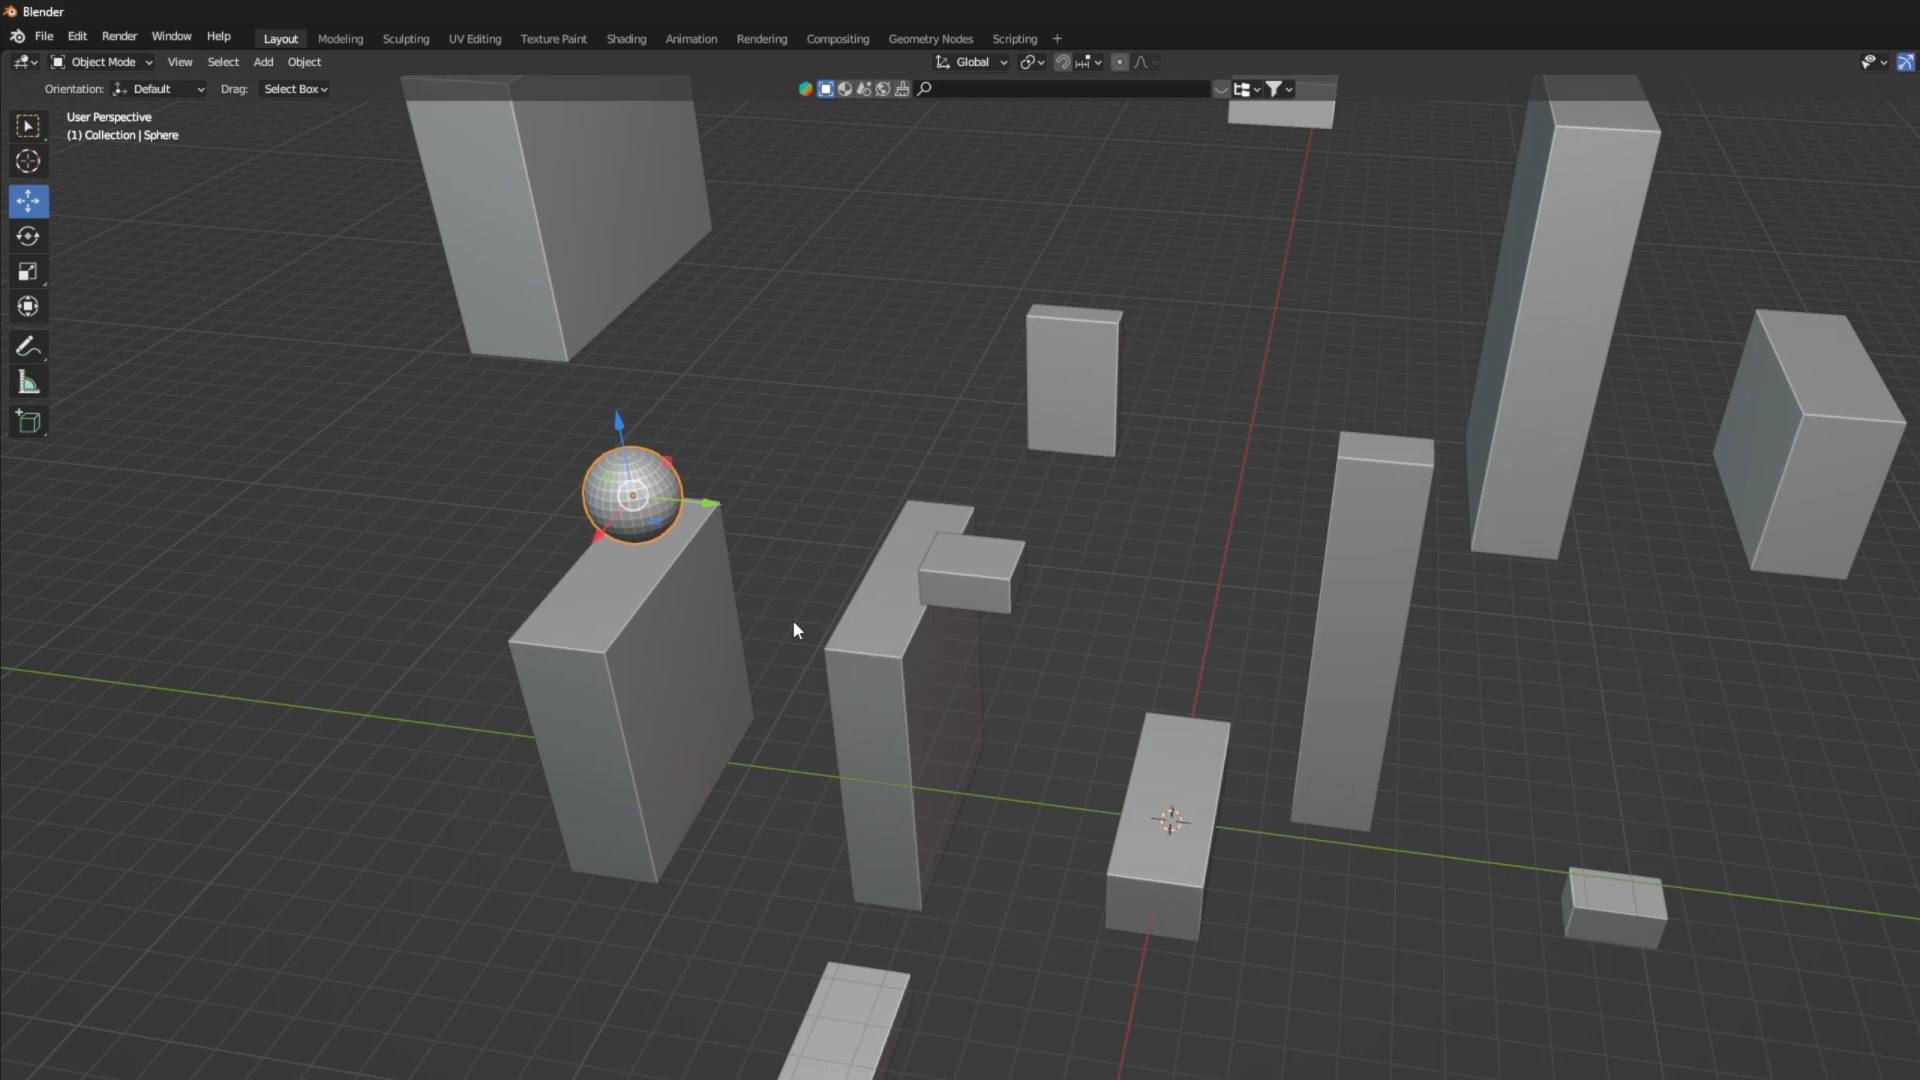 Blender
File Edit Render Window Help Layout Modeling Sculpting UV Editing Texture Paint Shading Animation Rendering Compositing Geometry Nodes Scripting +
Object Mode View Select Add Object Global
Orientation: Default Drag: Select Box
User Perspective
(1) Collection | Sphere